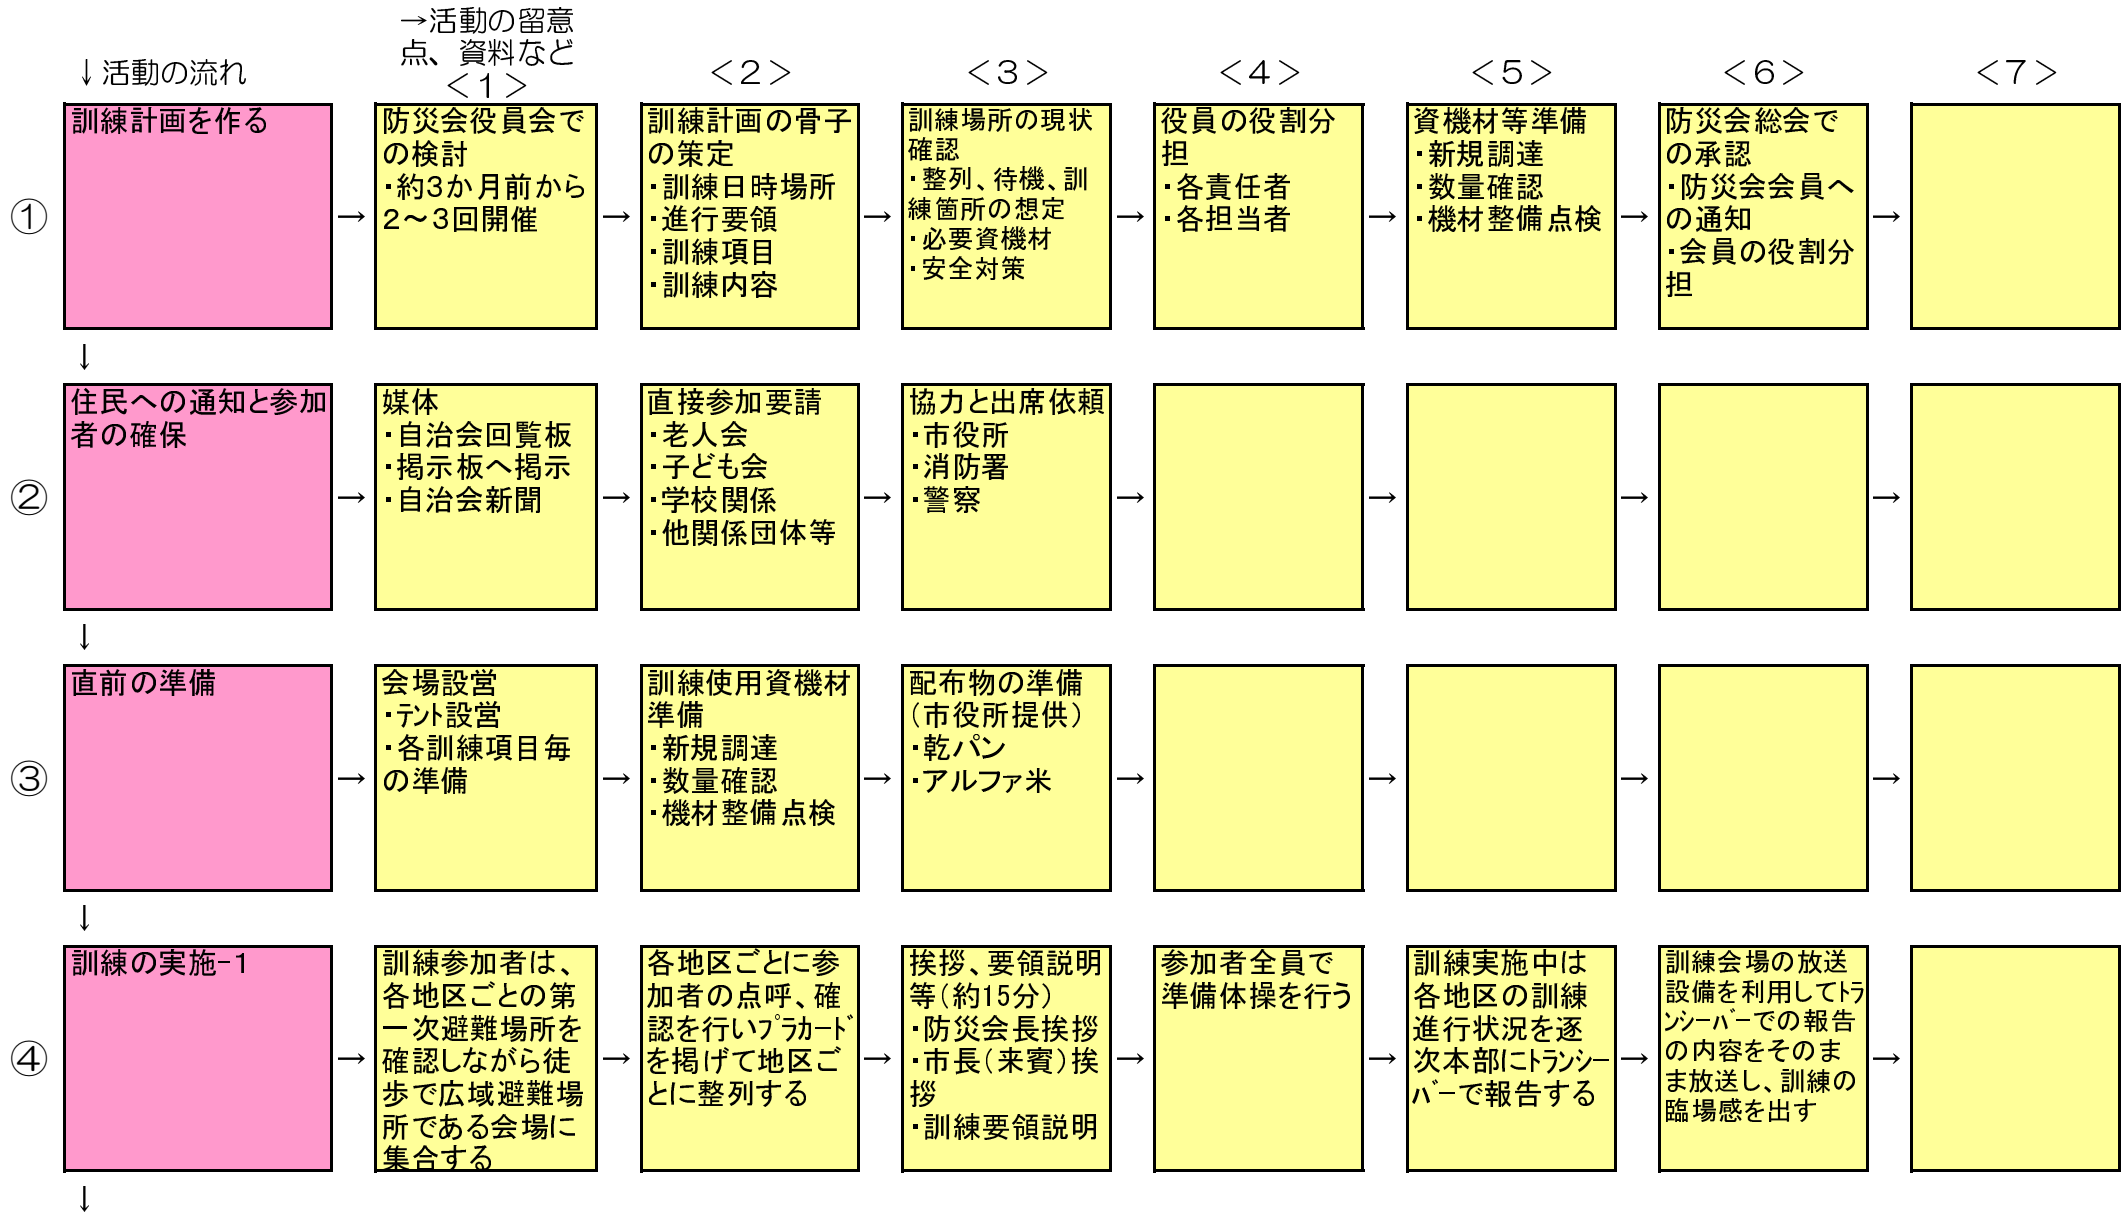 ↓活動の流れ
→活動の留意
点、資料など
＜１＞
＜２＞
＜３＞
＜４＞
＜５＞
＜６＞
＜７＞
①
訓練計画を作る
→
防災会役員会で
の検討
・約３か月前から
２～３回開催
→
訓練計画の骨子
の策定
・訓練日時場所
・進行要領
・訓練項目
・訓練内容
→
訓練場所の現状
確認
・整列、待機、訓
練箇所の想定
・必要資機材
・安全対策
→
役員の役割分
担
・各責任者
・各担当者
→
資機材等準備
・新規調達
・数量確認
・機材整備点検
→
防災会総会で
の承認
・防災会会員へ
の通知
・会員の役割分
担
→
↓
②
住民への通知と参加
者の確保
→
媒体
・自治会回覧板
・掲示板へ掲示
・自治会新聞
→
直接参加要請
・老人会
・子ども会
・学校関係
・他関係団体等
→
協力と出席依頼
・市役所
・消防署
・警察
→
→
→
→
↓
③
直前の準備
→
会場設営
・ﾃﾝﾄ設営
・各訓練項目毎
の準備
→
訓練使用資機材
準備
・新規調達
・数量確認
・機材整備点検
→
配布物の準備
（市役所提供）
・乾パン
・アルファ米
→
→
→
→
↓
④
訓練の実施-１
→
訓練参加者は、
各地区ごとの第
一次避難場所を
確認しながら徒
歩で広域避難場
所である会場に
集合する
→
各地区ごとに参
加者の点呼、確
認を行いﾌﾟﾗｶｰﾄﾞ
を掲げて地区ご
とに整列する
→
挨拶、要領説明
等（約15分）
・防災会長挨拶
・市長（来賓）挨
拶
・訓練要領説明
→
参加者全員で
準備体操を行う
→
訓練実施中は
各地区の訓練
進行状況を逐
次本部にﾄﾗﾝｼｰ
ﾊﾞｰで報告する
→
訓練会場の放送
設備を利用してﾄﾗ
ﾝｼｰﾊﾞｰでの報告
の内容をそのま
ま放送し、訓練の
臨場感を出す
→
↓